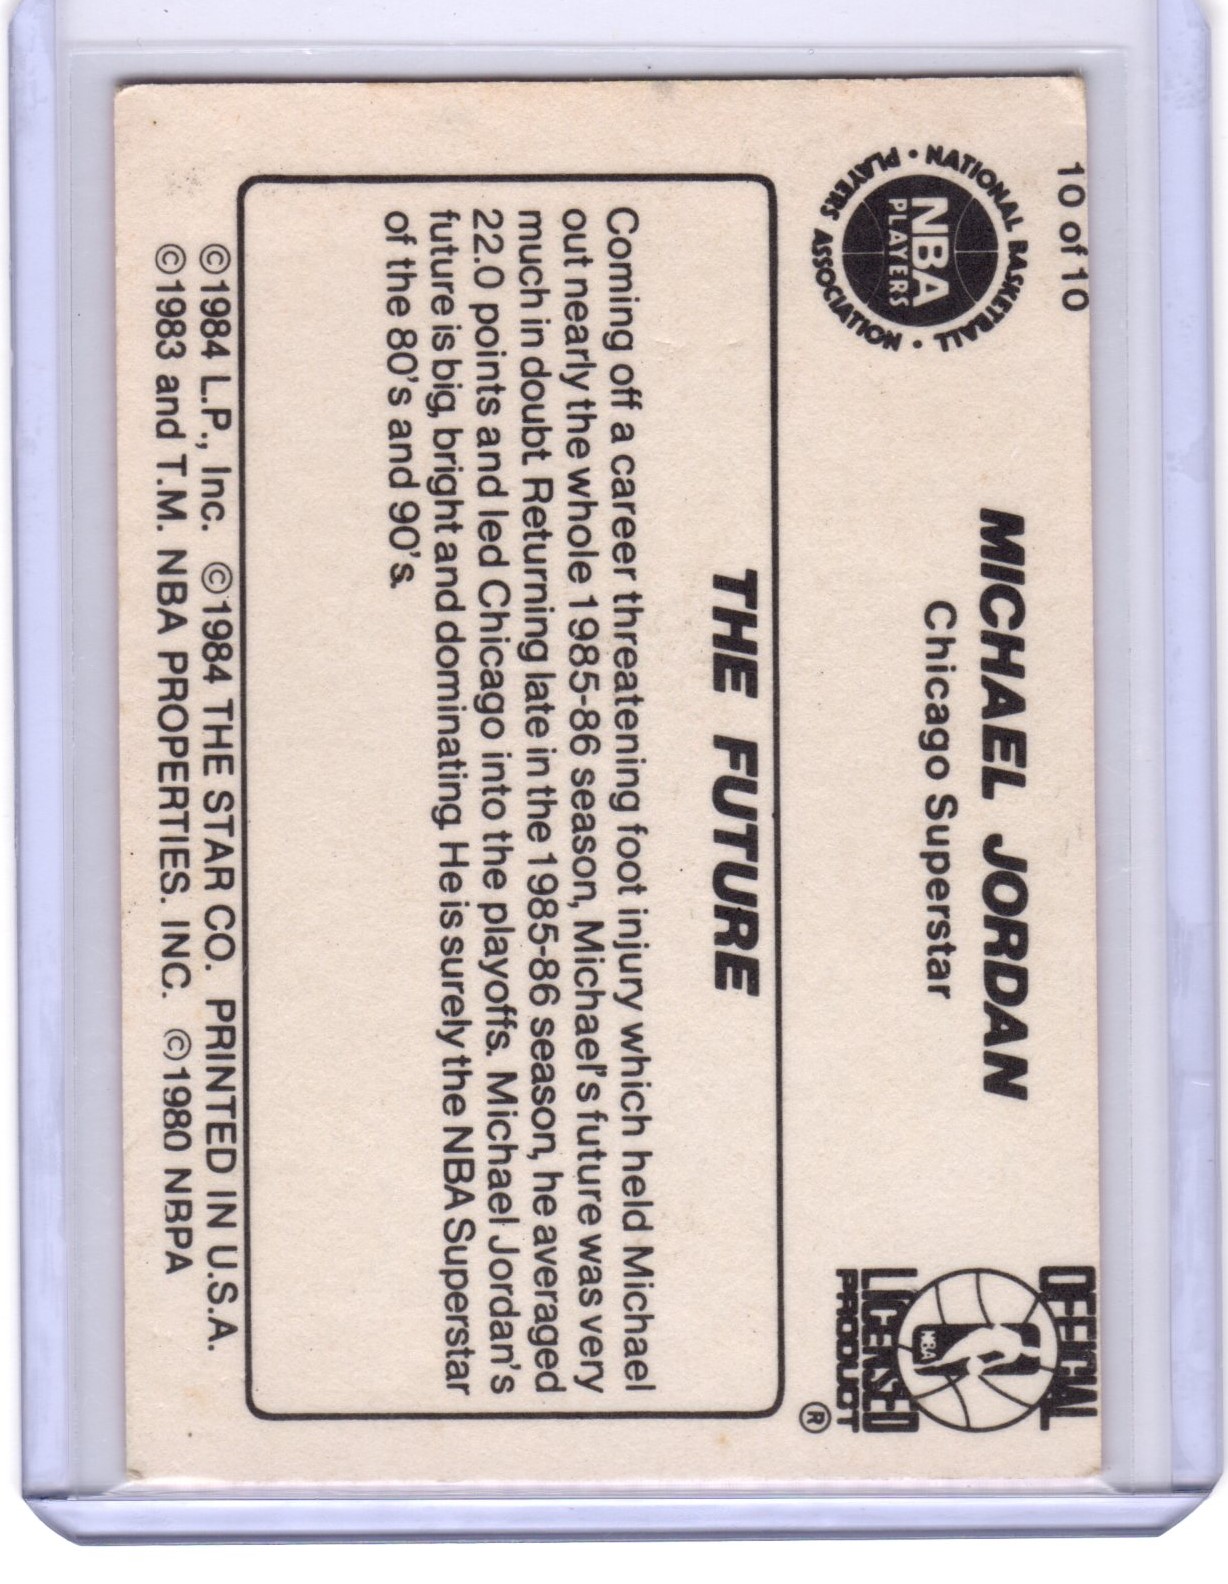 10 of 10
NATIONAL BASKETBALL PLAYERS ASSOCIATION
NBA
PLAYERS
MICHAEL JORDAN
Chicago Superstar
OFFICIAL
NBA
LICENSED
PRODUCT
®
THE FUTURE
Coming off a career threatening foot injury which held Michael
out nearly the whole 1985-86 season, Michael's future was very
much in doubt. Returning late in the 1985-86 season, he averaged
22.0 points and led Chicago into the playoffs. Michael Jordan's
future is big, bright and dominating. He is surely the NBA Superstar
of the 80's and 90's.
©1984 L.P., Inc. ©1984 THE STAR CO. PRINTED IN U.S.A.
©1983 and T.M. NBA PROPERTIES. INC. ©1980 NBPA